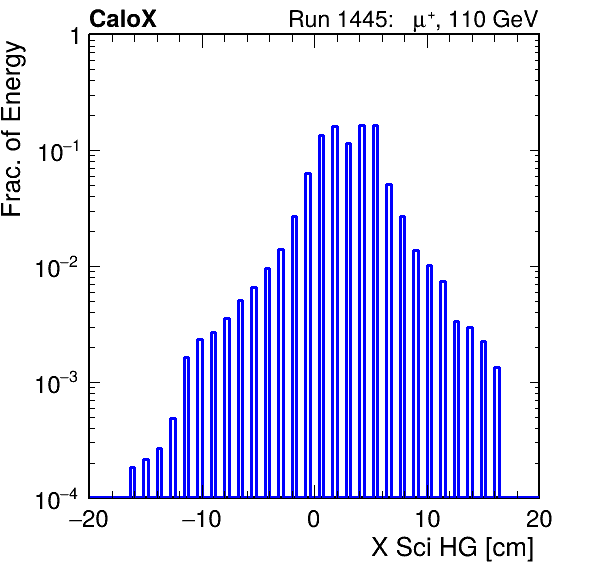 CaloX Run 1445: μ⁺, 110 GeV
Frac. of Energy
1
10⁻¹
10⁻²
10⁻³
10⁻⁴
−20 −10 0 10 20
X Sci HG [cm]